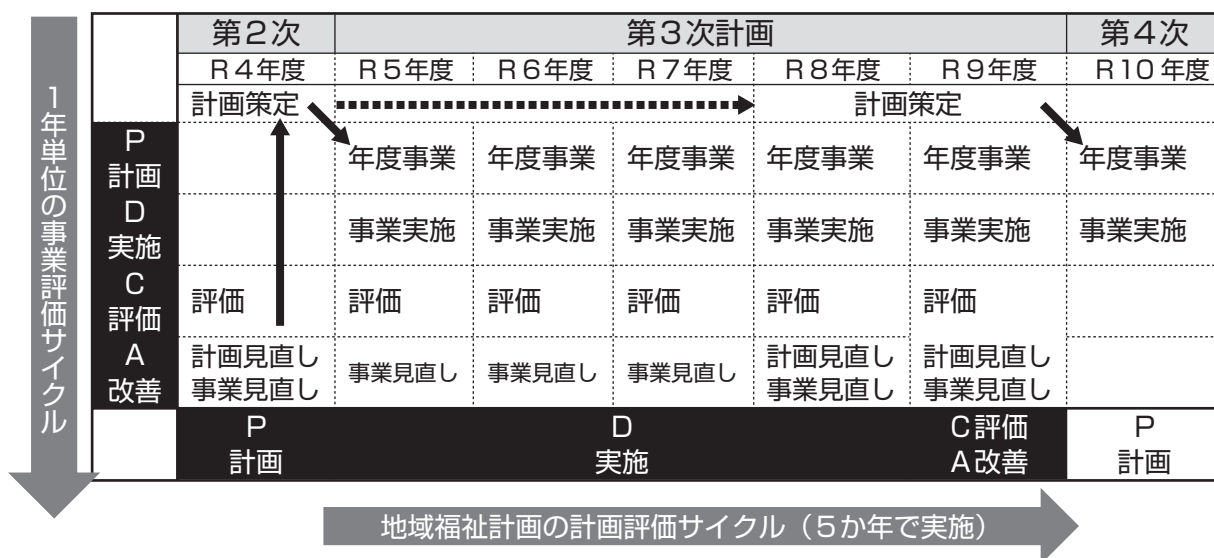 1年単位の事業評価サイクル
第2次 第3次計画 第4次
R4年度 R5年度 R6年度 R7年度 R8年度 R9年度 R10年度
計画策定 計画策定
P
計画
年度事業 年度事業 年度事業 年度事業 年度事業 年度事業
D
実施
事業実施 事業実施 事業実施 事業実施 事業実施 事業実施
C
評価
評価 評価 評価 評価 評価 評価
A
改善
計画見直し
事業見直し
事業見直し 事業見直し 事業見直し
計画見直し
事業見直し
計画見直し
事業見直し
P
計画
D
実施
C評価
A改善
P
計画
地域福祉計画の計画評価サイクル(5か年で実施)